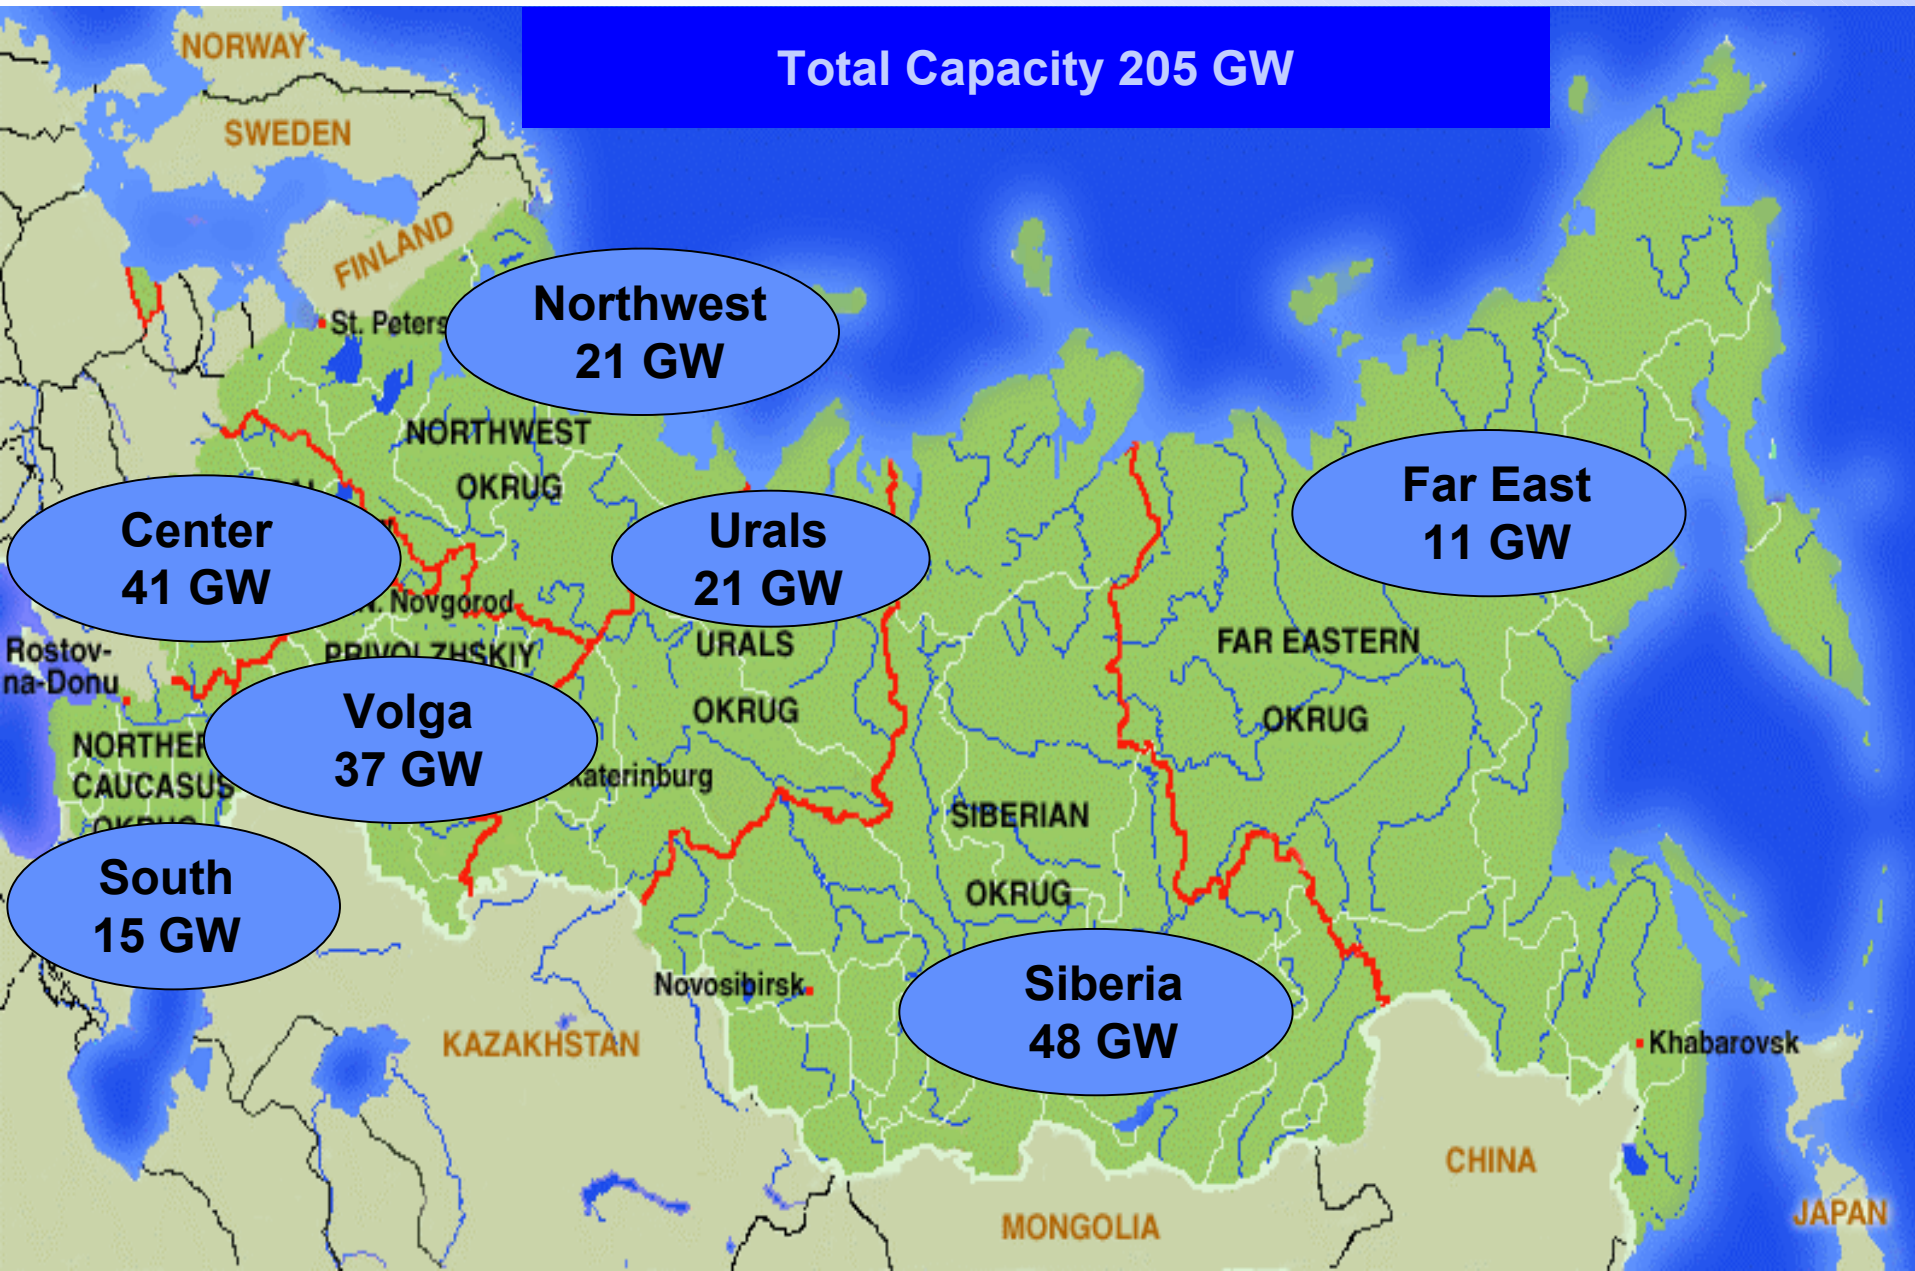 Total Capacity 205 GW
NORWAY
SWEDEN
FINLAND
St. Peters
Northwest
21 GW
NORTHWEST
OKRUG
Center
41 GW
Urals
21 GW
Far East
11 GW
N. Novgorod
PRIVOLZHSKIY
URALS
OKRUG
FAR EASTERN
OKRUG
Rostov-
na-Donu
Volga
37 GW
NORTHER
CAUCASUS
OKRUG
katerinburg
SIBERIAN
OKRUG
South
15 GW
Novosibirsk
Siberia
48 GW
KAZAKHSTAN
Khabarovsk
CHINA
MONGOLIA
JAPAN